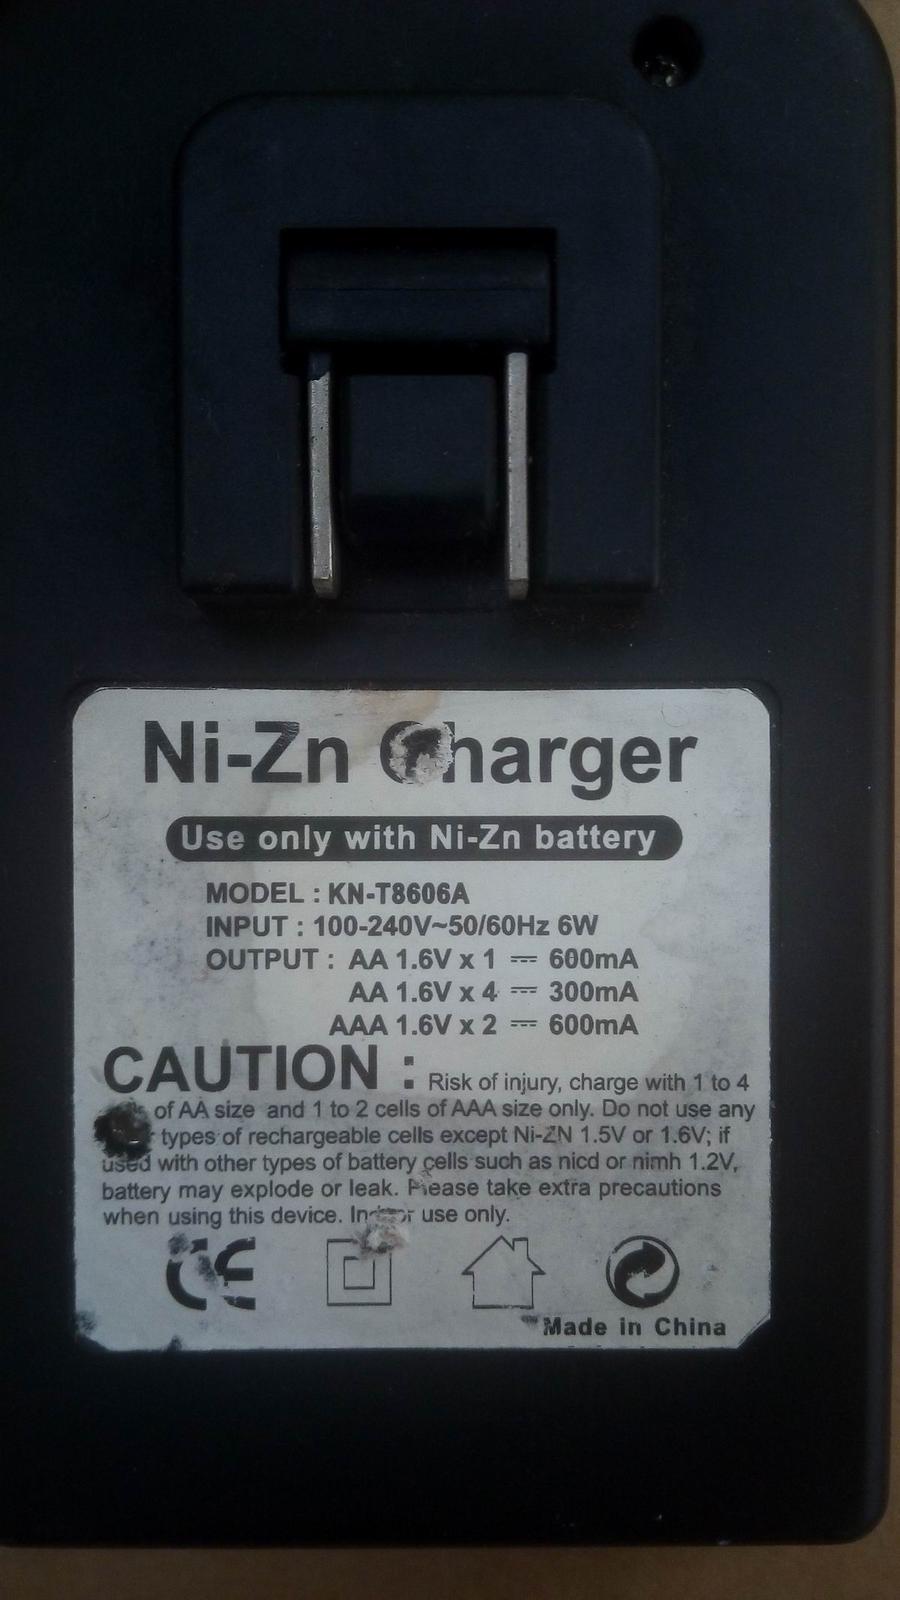 Ni-Zn Charger
Use only with Ni-Zn battery
MODEL : KN-T8606A
INPUT : 100-240V~50/60Hz 6W
OUTPUT : AA 1.6V x 1 ⎓ 600mA
AA 1.6V x 4 ⎓ 300mA
AAA 1.6V x 2 ⎓ 600mA
CAUTION : Risk of injury, charge with 1 to 4
of AA size and 1 to 2 cells of AAA size only. Do not use any
types of rechargeable cells except Ni-ZN 1.5V or 1.6V; if
used with other types of battery cells such as nicd or nimh 1.2V,
battery may explode or leak. Please take extra precautions
when using this device. Indoor use only.
CE
Made in China